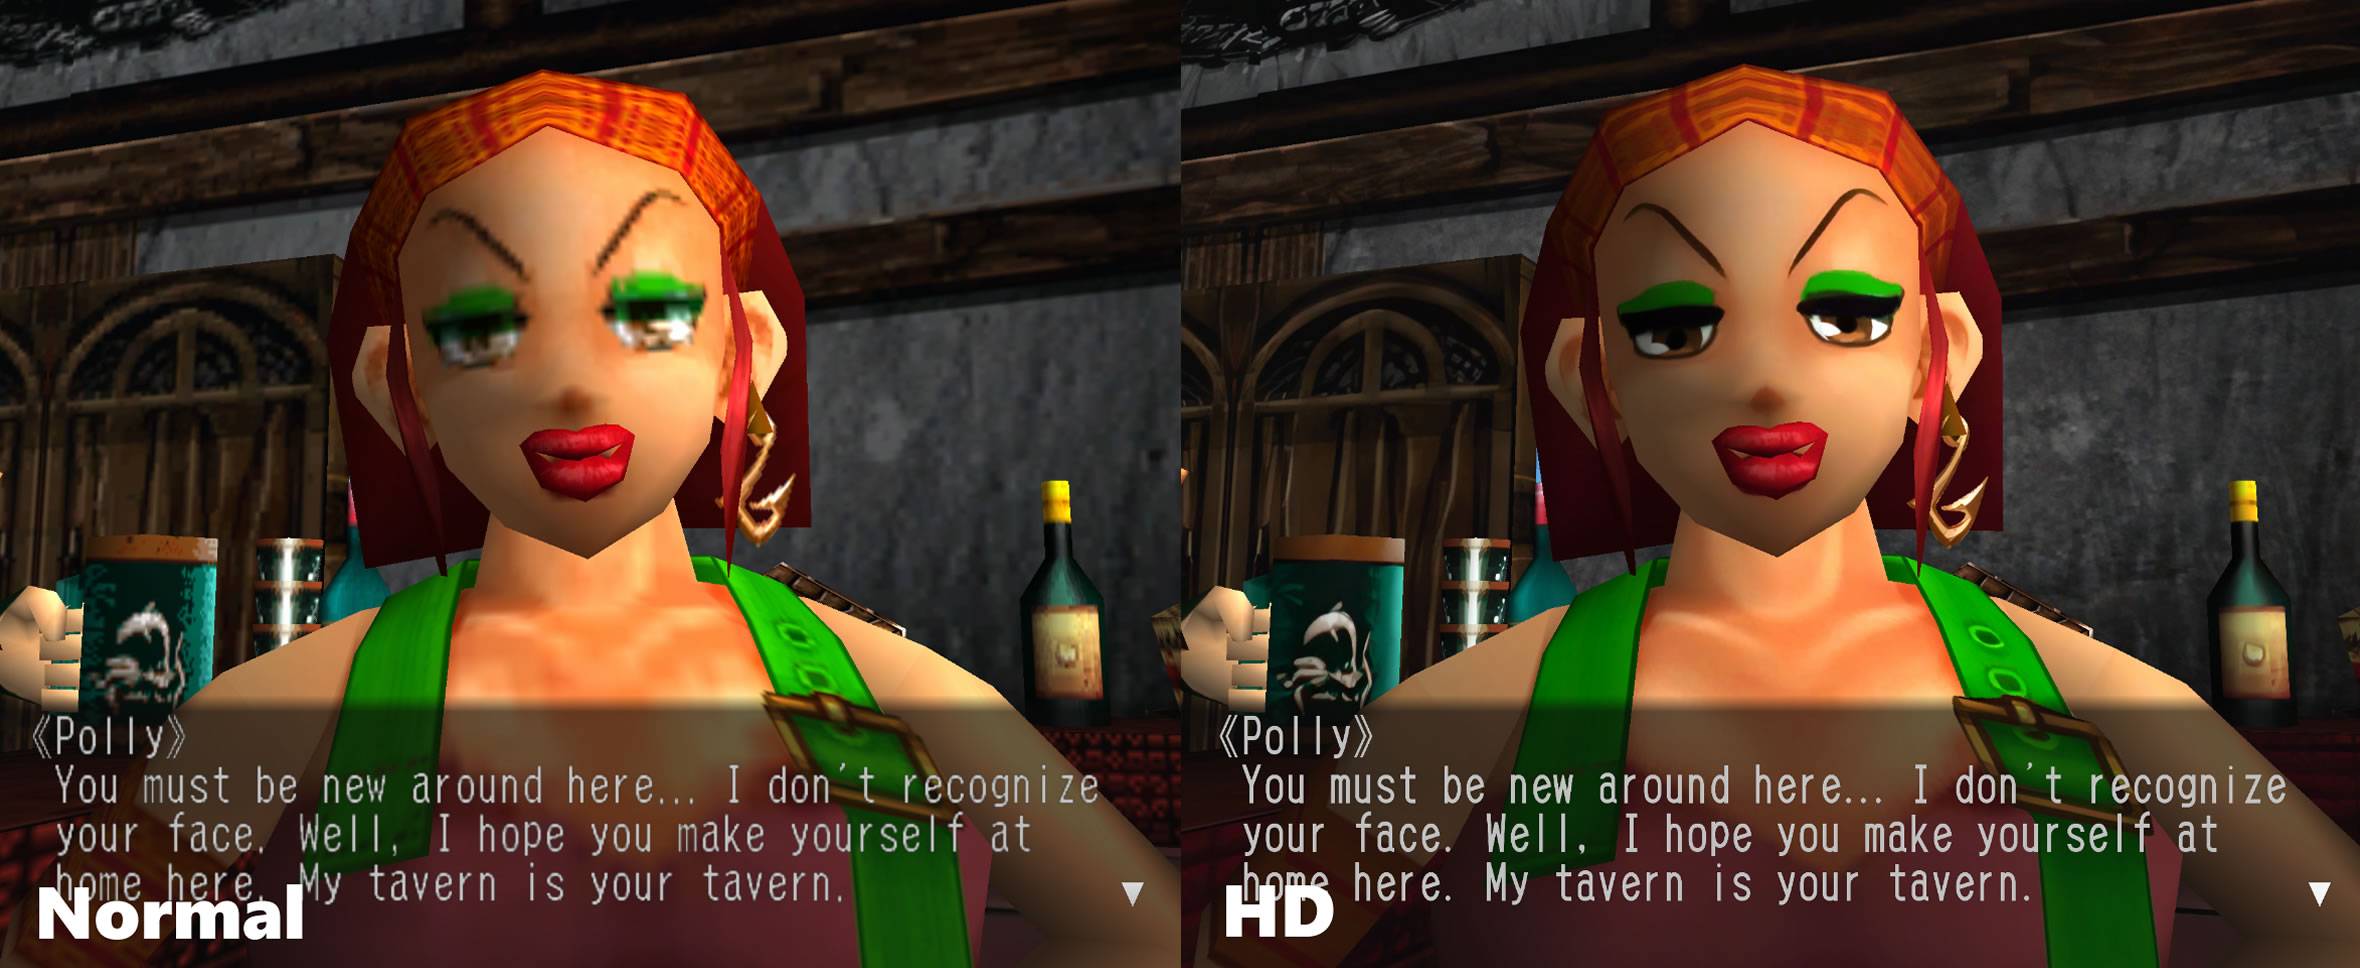 《Polly》
You must be new around here... I don't recognize
your face. Well, I hope you make yourself at
home here. My tavern is your tavern.
Normal
《Polly》
You must be new around here... I don't recognize
your face. Well, I hope you make yourself at
home here. My tavern is your tavern.
HD